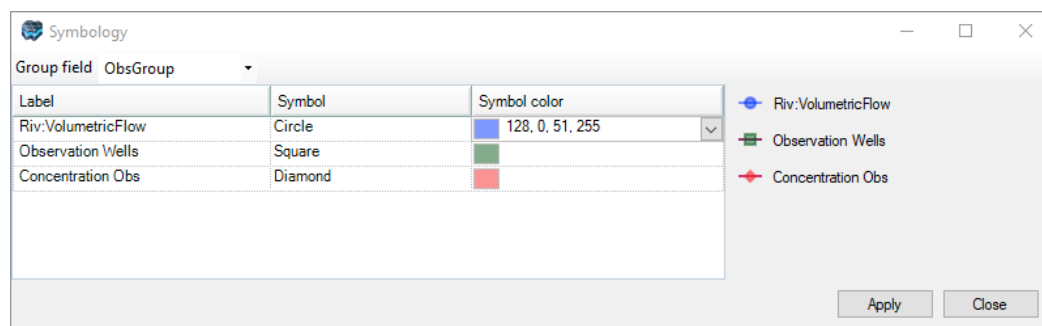 Symbology
Group field ObsGroup
Label Symbol Symbol color
Riv:VolumetricFlow Circle 128, 0, 51, 255
Observation Wells Square
Concentration Obs Diamond
Riv:VolumetricFlow
Observation Wells
Concentration Obs
Apply Close